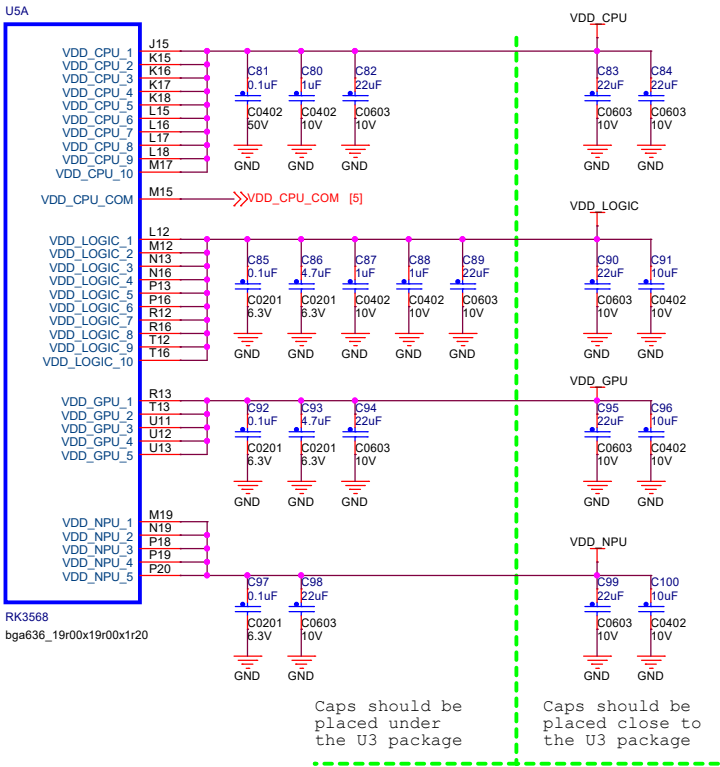 U5A
VDD_CPU
VDD_CPU_1 J15
VDD_CPU_2 K15
VDD_CPU_3 K16
VDD_CPU_4 K17
VDD_CPU_5 K18
VDD_CPU_6 L15
VDD_CPU_7 L16
VDD_CPU_8 L17
VDD_CPU_9 L18
VDD_CPU_10 M17
C81 C80 C82 C83 C84
0.1uF 1uF 22uF 22uF 22uF
C0402 C0402 C0603 C0603 C0603
50V 10V 10V 10V 10V
GND GND GND GND GND
VDD_CPU_COM M15 VDD_CPU_COM [5]
VDD_LOGIC
VDD_LOGIC_1 L12
VDD_LOGIC_2 M12
VDD_LOGIC_3 N13
VDD_LOGIC_4 N16
VDD_LOGIC_5 P13
VDD_LOGIC_6 P16
VDD_LOGIC_7 R12
VDD_LOGIC_8 R16
VDD_LOGIC_9 T12
VDD_LOGIC_10 T16
C85 C86 C87 C88 C89 C90 C91
0.1uF 4.7uF 1uF 1uF 22uF 22uF 10uF
C0201 C0201 C0402 C0402 C0603 C0603 C0402
6.3V 6.3V 10V 10V 10V 10V 10V
GND GND GND GND GND GND GND
VDD_GPU
VDD_GPU_1 R13
VDD_GPU_2 T13
VDD_GPU_3 U11
VDD_GPU_4 U12
VDD_GPU_5 U13
C92 C93 C94 C95 C96
0.1uF 4.7uF 22uF 22uF 10uF
C0201 C0201 C0603 C0603 C0402
6.3V 6.3V 10V 10V 10V
GND GND GND GND GND
VDD_NPU
VDD_NPU_1 M19
VDD_NPU_2 N19
VDD_NPU_3 P18
VDD_NPU_4 P19
VDD_NPU_5 P20
C97 C98 C99 C100
0.1uF 22uF 22uF 10uF
C0201 C0603 C0603 C0402
6.3V 10V 10V 10V
GND GND GND GND
RK3568
bga636_19r00x19r00x1r20
Caps should be
placed under
the U3 package
Caps should be
placed close to
the U3 package